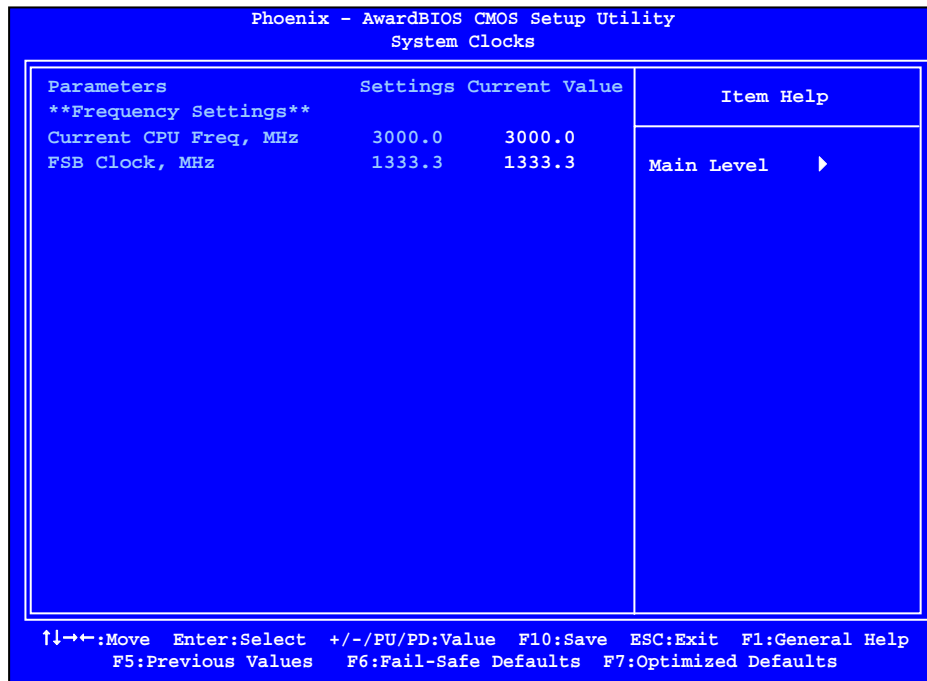 Phoenix - AwardBIOS CMOS Setup Utility
System Clocks
Parameters Settings Current Value
**Frequency Settings**
Current CPU Freq, MHz 3000.0 3000.0
FSB Clock, MHz 1333.3 1333.3
Item Help
Main Level
↑↓→←:Move Enter:Select +/-/PU/PD:Value F10:Save ESC:Exit F1:General Help
F5:Previous Values F6:Fail-Safe Defaults F7:Optimized Defaults